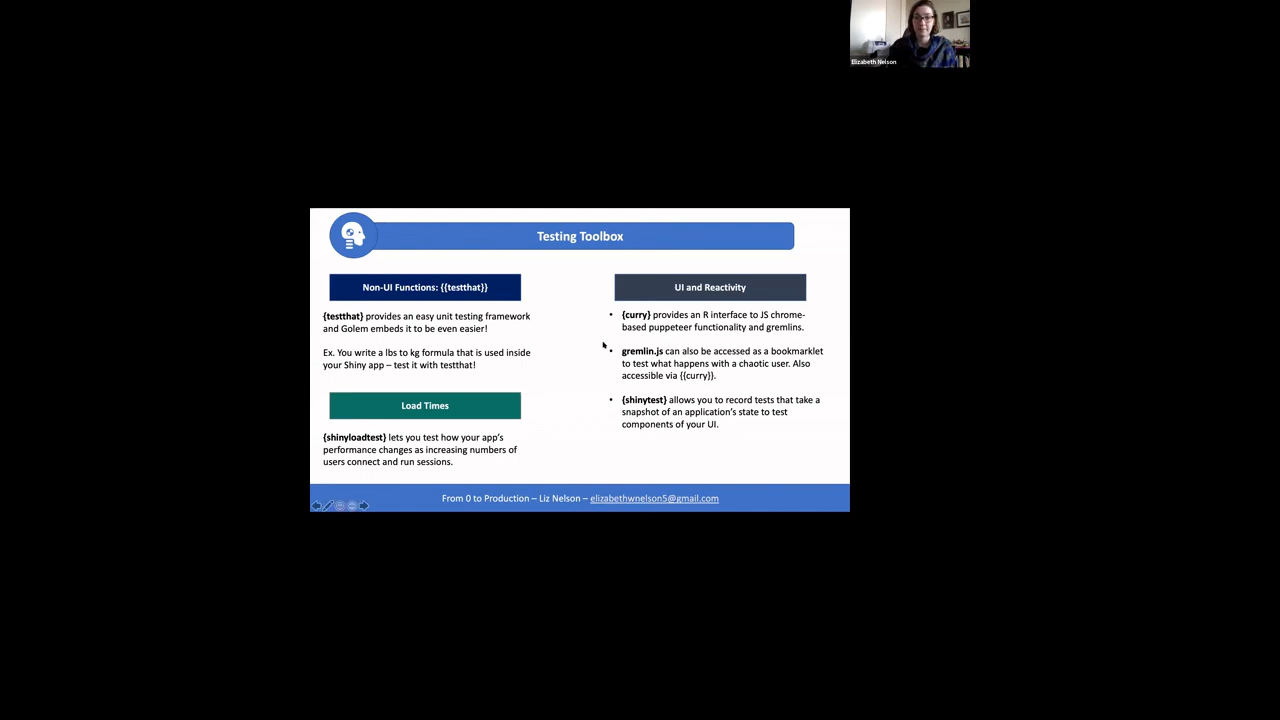 Elizabeth Nelson
Testing Toolbox
Non-UI Functions: {{testthat}}
{testthat} provides an easy unit testing framework
and Golem embeds it to be even easier!
Ex. You write a lbs to kg formula that is used inside
your Shiny app – test it with testthat!
Load Times
{shinyloadtest} lets you test how your app's
performance changes as increasing numbers of
users connect and run sessions.
UI and Reactivity
• {curry} provides an R interface to JS chrome-
based puppeteer functionality and gremlins.
• gremlin.js can also be accessed as a bookmarklet
to test what happens with a chaotic user. Also
accessible via {{curry}}.
• {shinytest} allows you to record tests that take a
snapshot of an application's state to test
components of your UI.
From 0 to Production – Liz Nelson – elizabethwnelson5@gmail.com